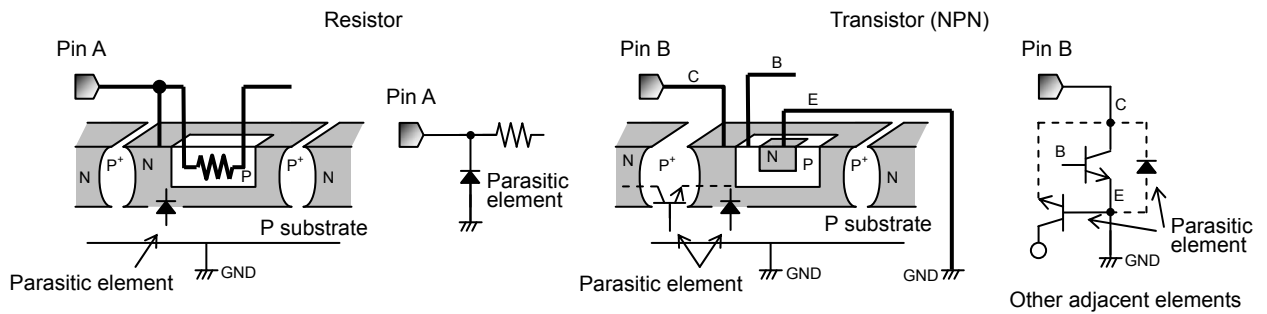 Resistor
Transistor (NPN)
Pin A
Pin B
Pin B
B
C
C
E
Pin A
N
P+
N
P
P+
N
Parasitic
element
P substrate
GND
Parasitic element
N
P+
N
P
P+
N
P substrate
GND
GND
Parasitic element
B
E
Parasitic
element
GND
Other adjacent elements